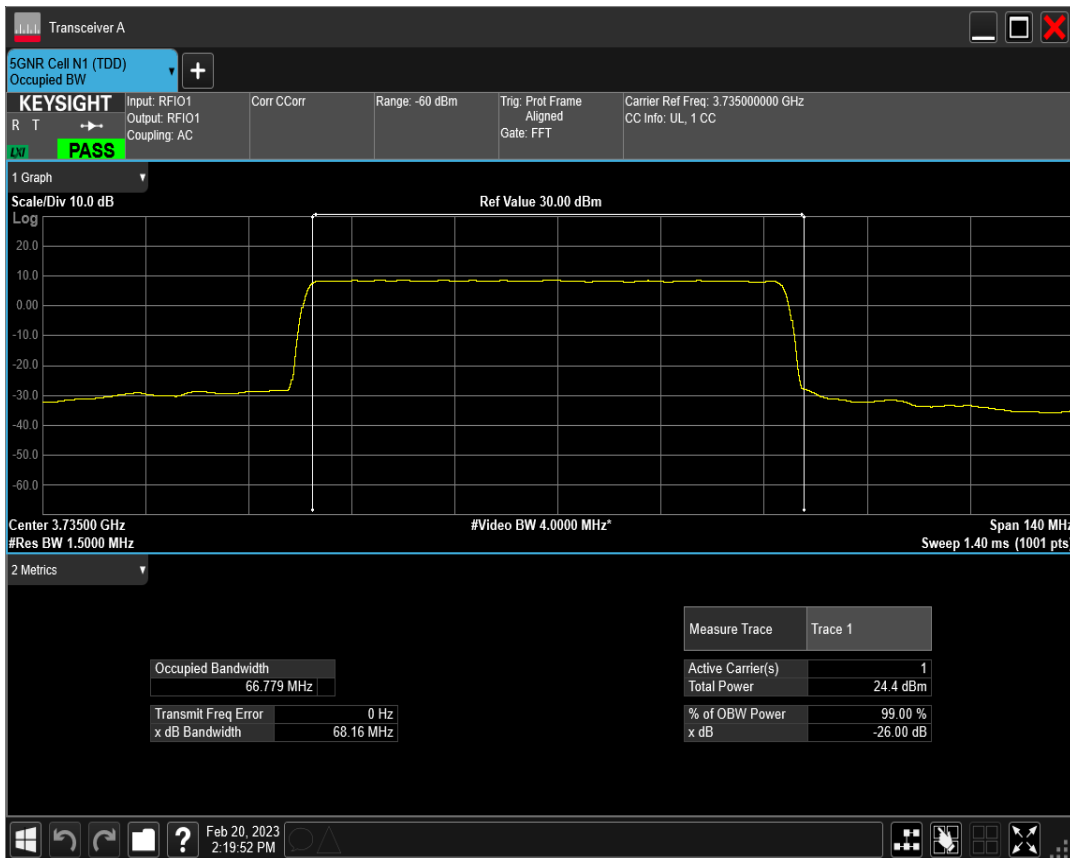 Transceiver A
5GNR Cell N1 (TDD)
Occupied BW
+
KEYSIGHT
R T
LXI
PASS
Input: RFIO1
Output: RFIO1
Coupling: AC
Corr CCorr
Range: -60 dBm
Trig: Prot Frame
Aligned
Gate: FFT
Carrier Ref Freq: 3.735000000 GHz
CC Info: UL, 1 CC
1 Graph
Scale/Div 10.0 dB
Ref Value 30.00 dBm
Log
20.0
10.0
0.00
-10.0
-20.0
-30.0
-40.0
-50.0
-60.0
Center 3.73500 GHz
#Video BW 4.0000 MHz*
Span 140 MHz
#Res BW 1.5000 MHz
Sweep 1.40 ms (1001 pts)
2 Metrics
Measure Trace Trace 1
Occupied Bandwidth
66.779 MHz
Active Carrier(s) 1
Total Power 24.4 dBm
Transmit Freq Error 0 Hz
x dB Bandwidth 68.16 MHz
% of OBW Power 99.00 %
x dB -26.00 dB
?
Feb 20, 2023
2:19:52 PM